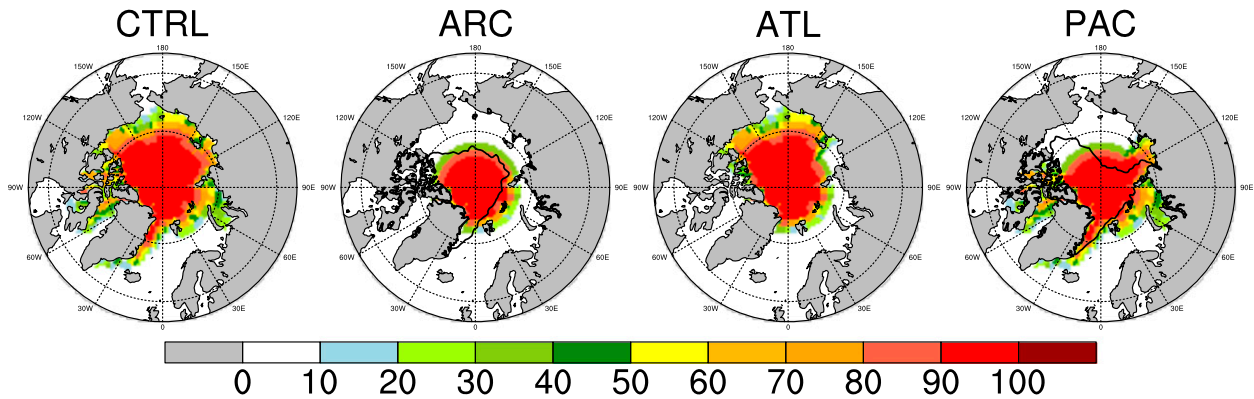 CTRL ARC ATL PAC
180 180 180 180
150W 150E 150W 150E 150W 150E 150W 150E
120W 120E 120W 120E 120W 120E 120W 120E
90W 90E 90W 90E 90W 90E 90W 90E
60W 60E 60W 60E 60W 60E 60W 60E
30W 30E 30W 30E 30W 30E 30W 30E
0 0 0 0
0 10 20 30 40 50 60 70 80 90 100